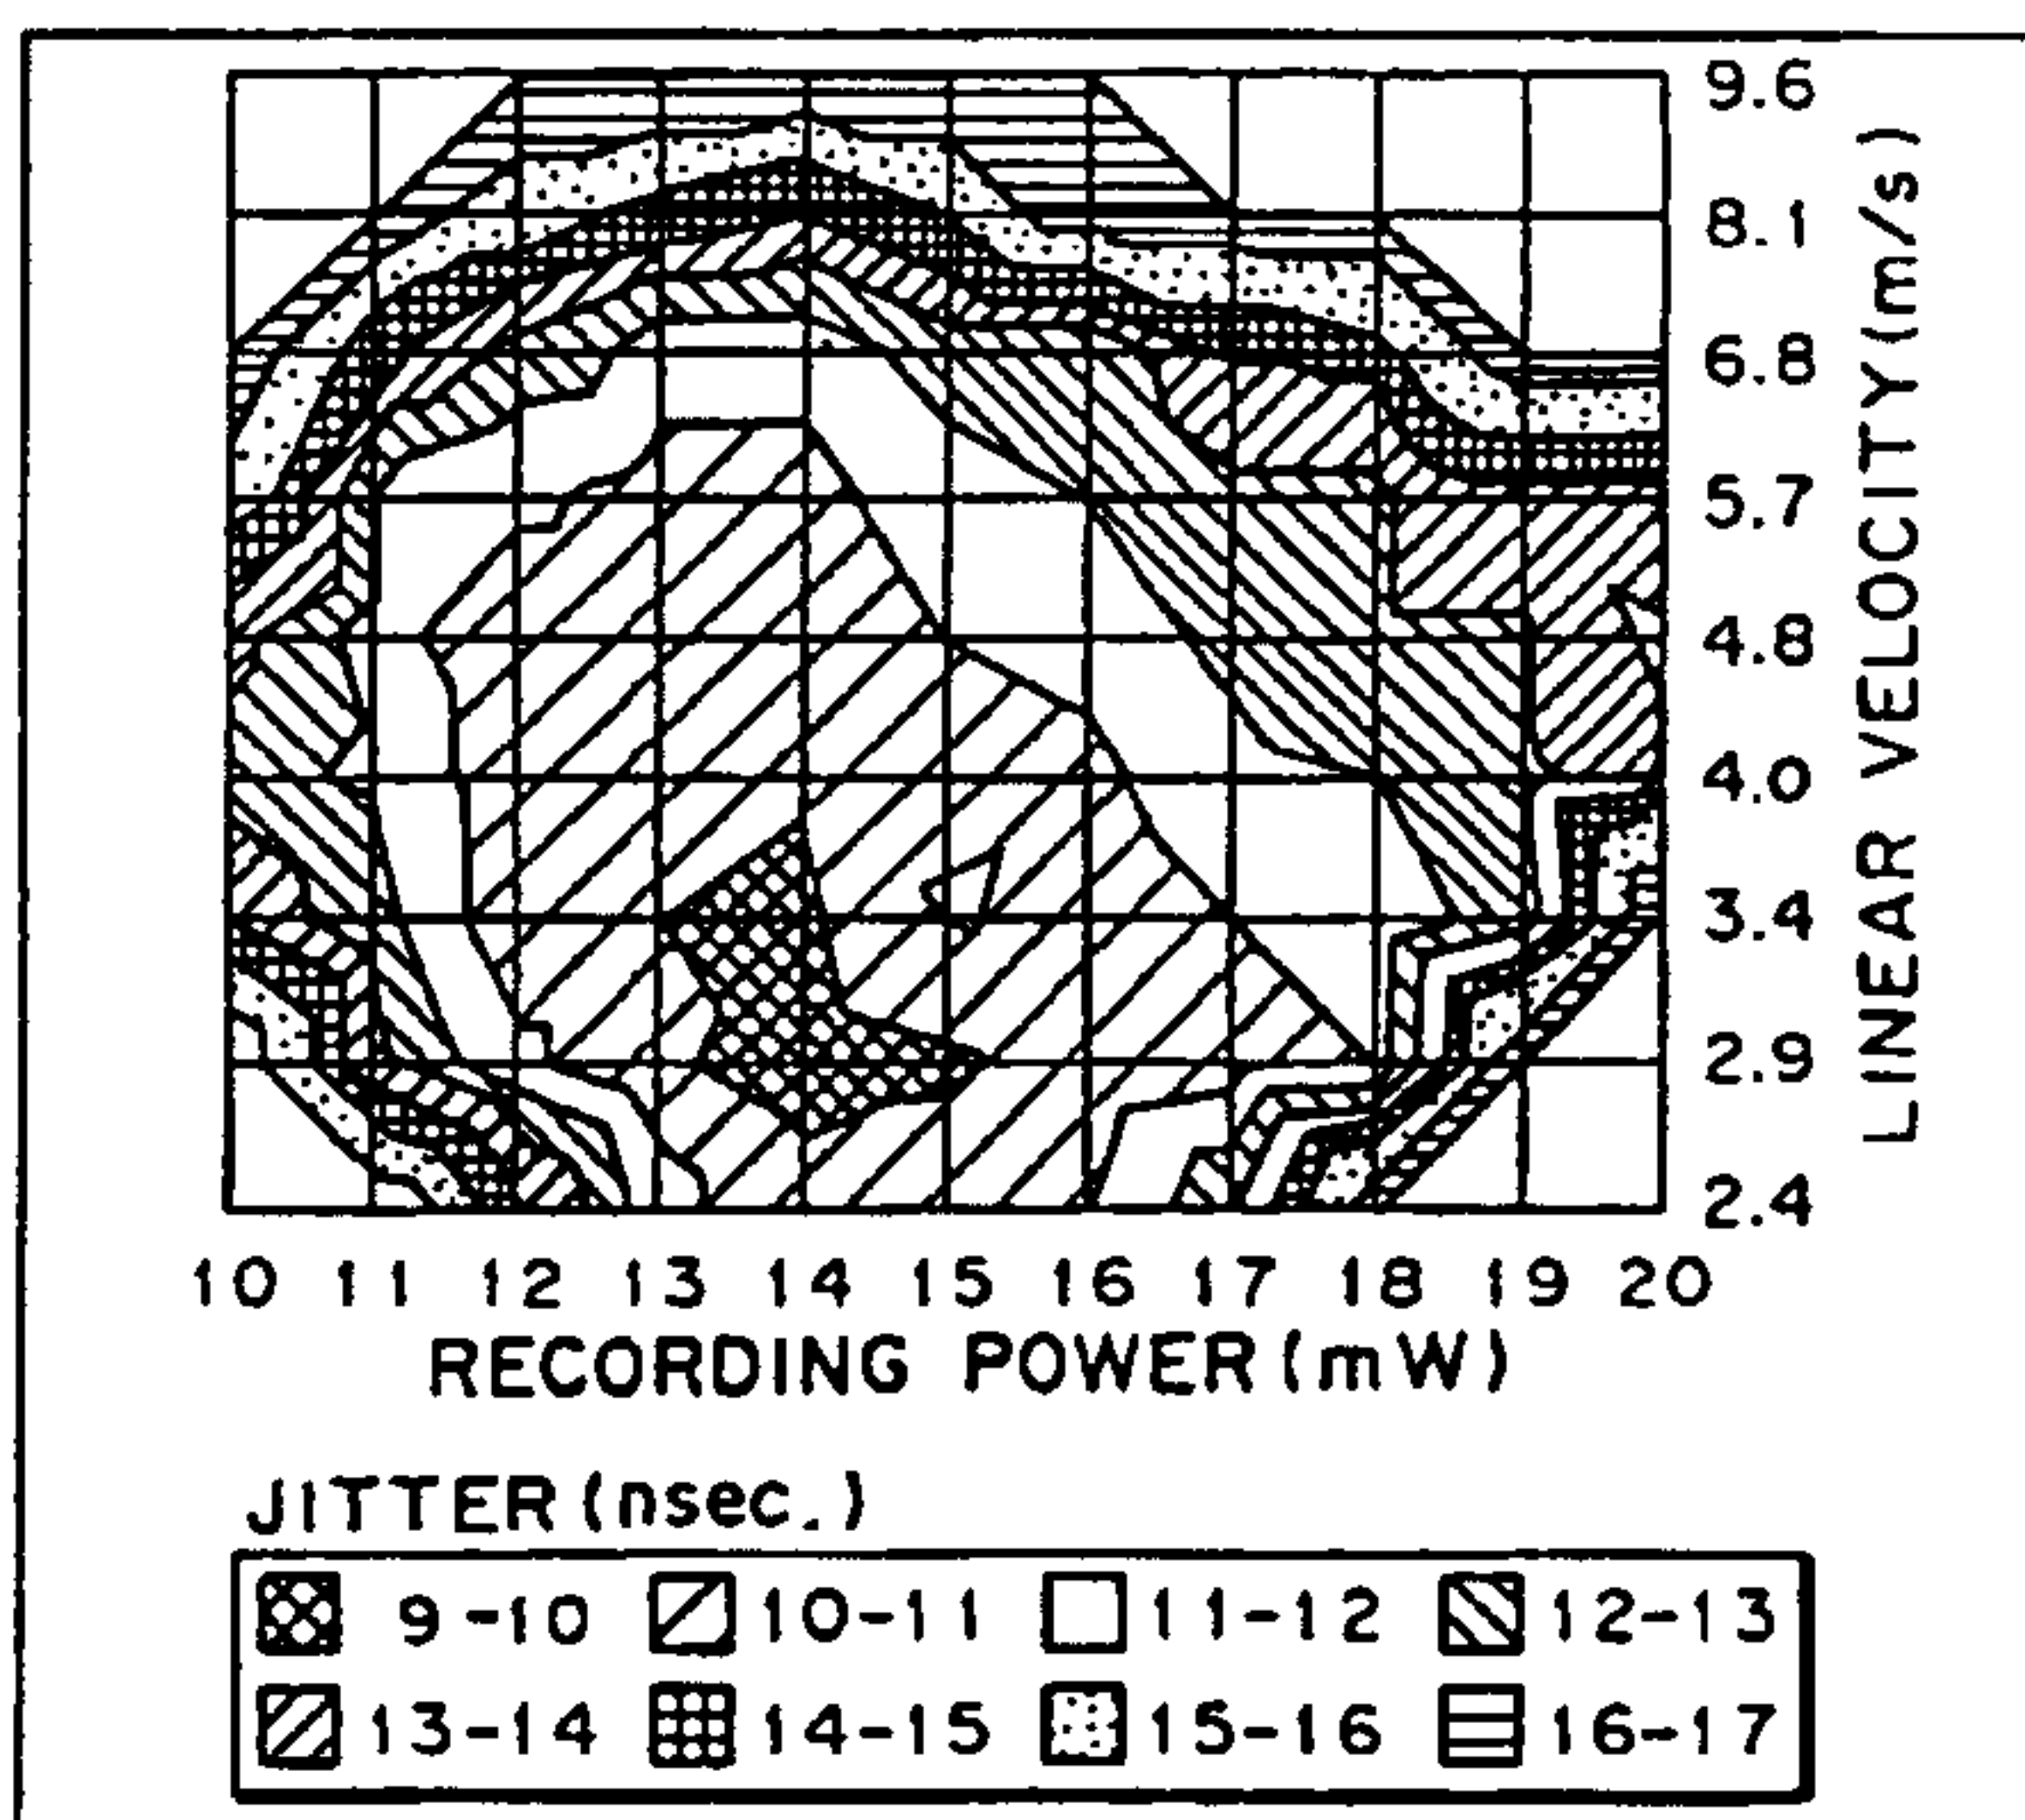 9.6
8.1
6.8
5.7
4.8
4.0
3.4
2.9
2.4
LINEAR VELOCITY(m/s)
10 11 12 13 14 15 16 17 18 19 20
RECORDING POWER(mW)
JITTER(nsec.)
9-10 10-11 11-12 12-13
13-14 14-15 15-16 16-17